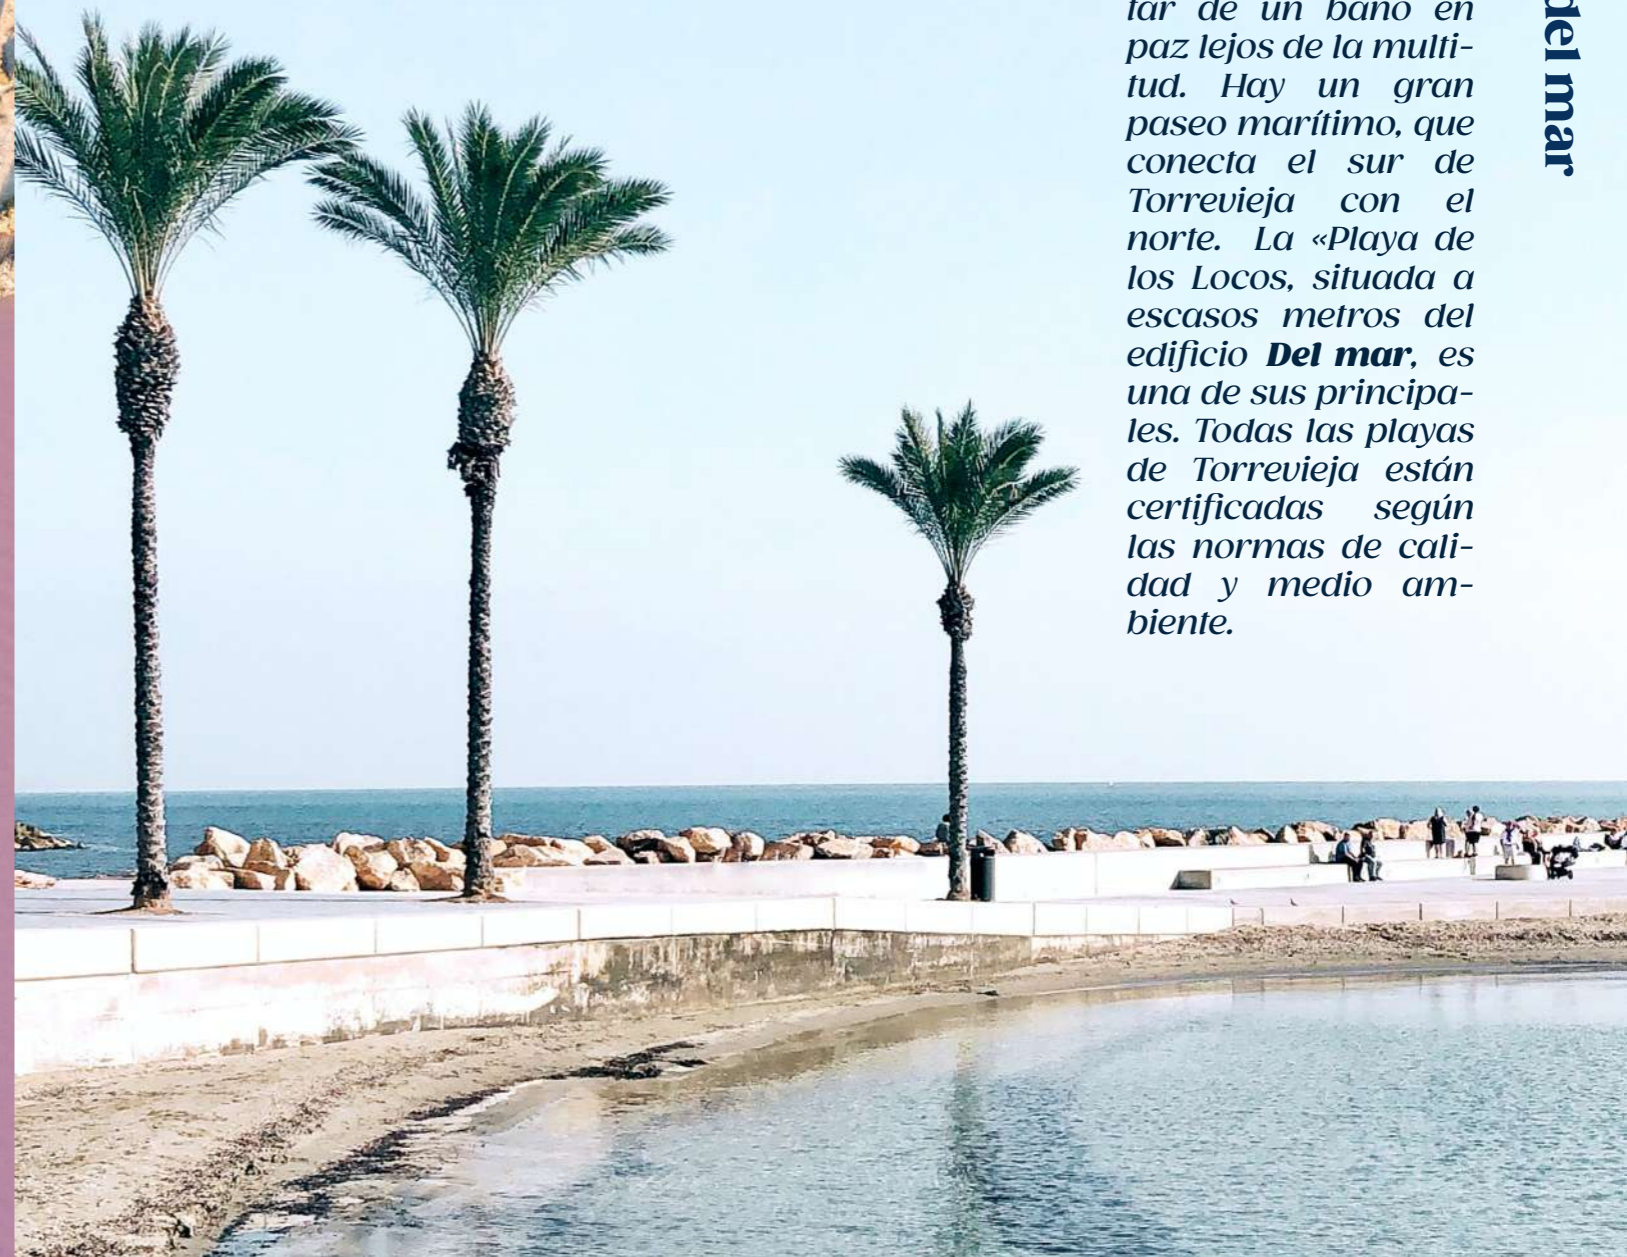 tar de un baño en
paz lejos de la multi-
tud. Hay un gran
paseo marítimo, que
conecta el sur de
Torrevieja con el
norte. La «Playa de
los Locos, situada a
escasos metros del
edificio Del mar, es
una de sus principa-
les. Todas las playas
de Torrevieja están
certificadas según
las normas de cali-
dad y medio am-
biente.
del mar